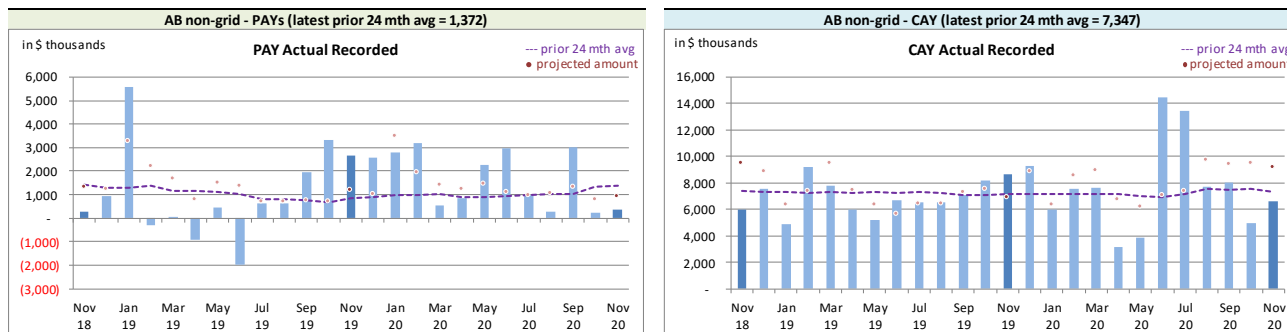 AB non-grid - PAYs (latest prior 24 mth avg = 1,372)
in $ thousands
PAY Actual Recorded
--- prior 24 mth avg
• projected amount
6,000
5,000
4,000
3,000
2,000
1,000
-
(1,000)
(2,000)
(3,000)
Nov Jan Mar May Jul Sep Nov Jan Mar May Jul Sep Nov
18 19 19 19 19 19 19 20 20 20 20 20 20
AB non-grid - CAY (latest prior 24 mth avg = 7,347)
in $ thousands
CAY Actual Recorded
--- prior 24 mth avg
• projected amount
16,000
14,000
12,000
10,000
8,000
6,000
4,000
2,000
-
Nov Jan Mar May Jul Sep Nov Jan Mar May Jul Sep Nov
18 19 19 19 19 19 19 20 20 20 20 20 20